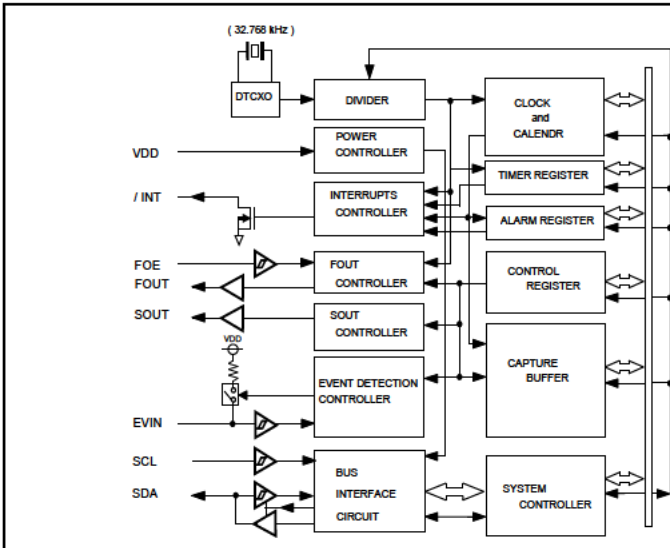 ( 32.768 kHz )
DTCXO
DIVIDER
CLOCK
and
CALENDR
POWER
CONTROLLER
VDD
TIMER REGISTER
/ INT
INTERRUPTS
CONTROLLER
ALARM REGISTER
FOE
FOUT
FOUT
CONTROLLER
CONTROL
REGISTER
SOUT
SOUT
CONTROLLER
VDD
CAPTURE
BUFFER
EVENT DETECTION
CONTROLLER
EVIN
SCL
SDA
BUS
INTERFACE
CIRCUIT
SYSTEM
CONTROLLER